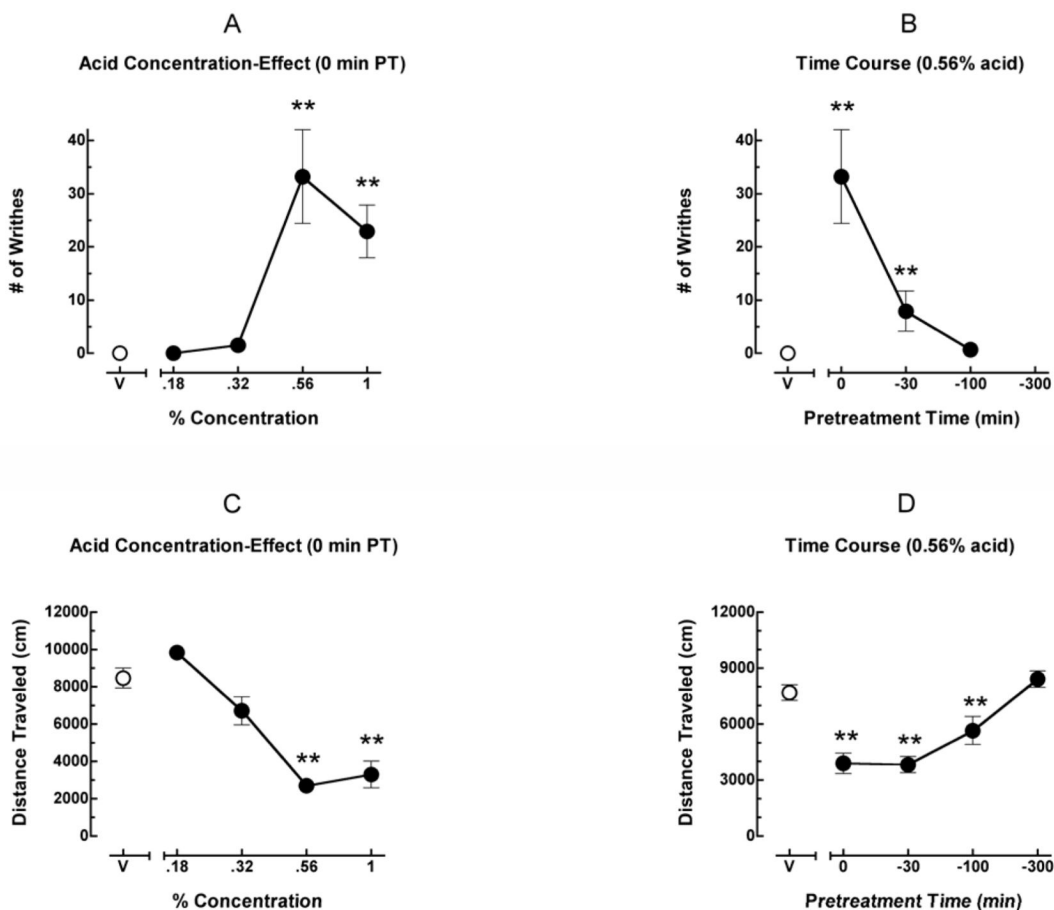 A
Acid Concentration-Effect (0 min PT)
**
**
# of Writhes
40
30
20
10
0
V
.18
.32
.56
1
% Concentration
B
Time Course (0.56% acid)
**
**
# of Writhes
40
30
20
10
0
V
0
-30
-100
-300
Pretreatment Time (min)
C
Acid Concentration-Effect (0 min PT)
Distance Traveled (cm)
12000
10000
8000
6000
4000
2000
0
**
**
V
.18
.32
.56
1
% Concentration
D
Time Course (0.56% acid)
Distance Traveled (cm)
12000
9000
6000
3000
0
**
**
**
V
0
-30
-100
-300
Pretreatment Time (min)